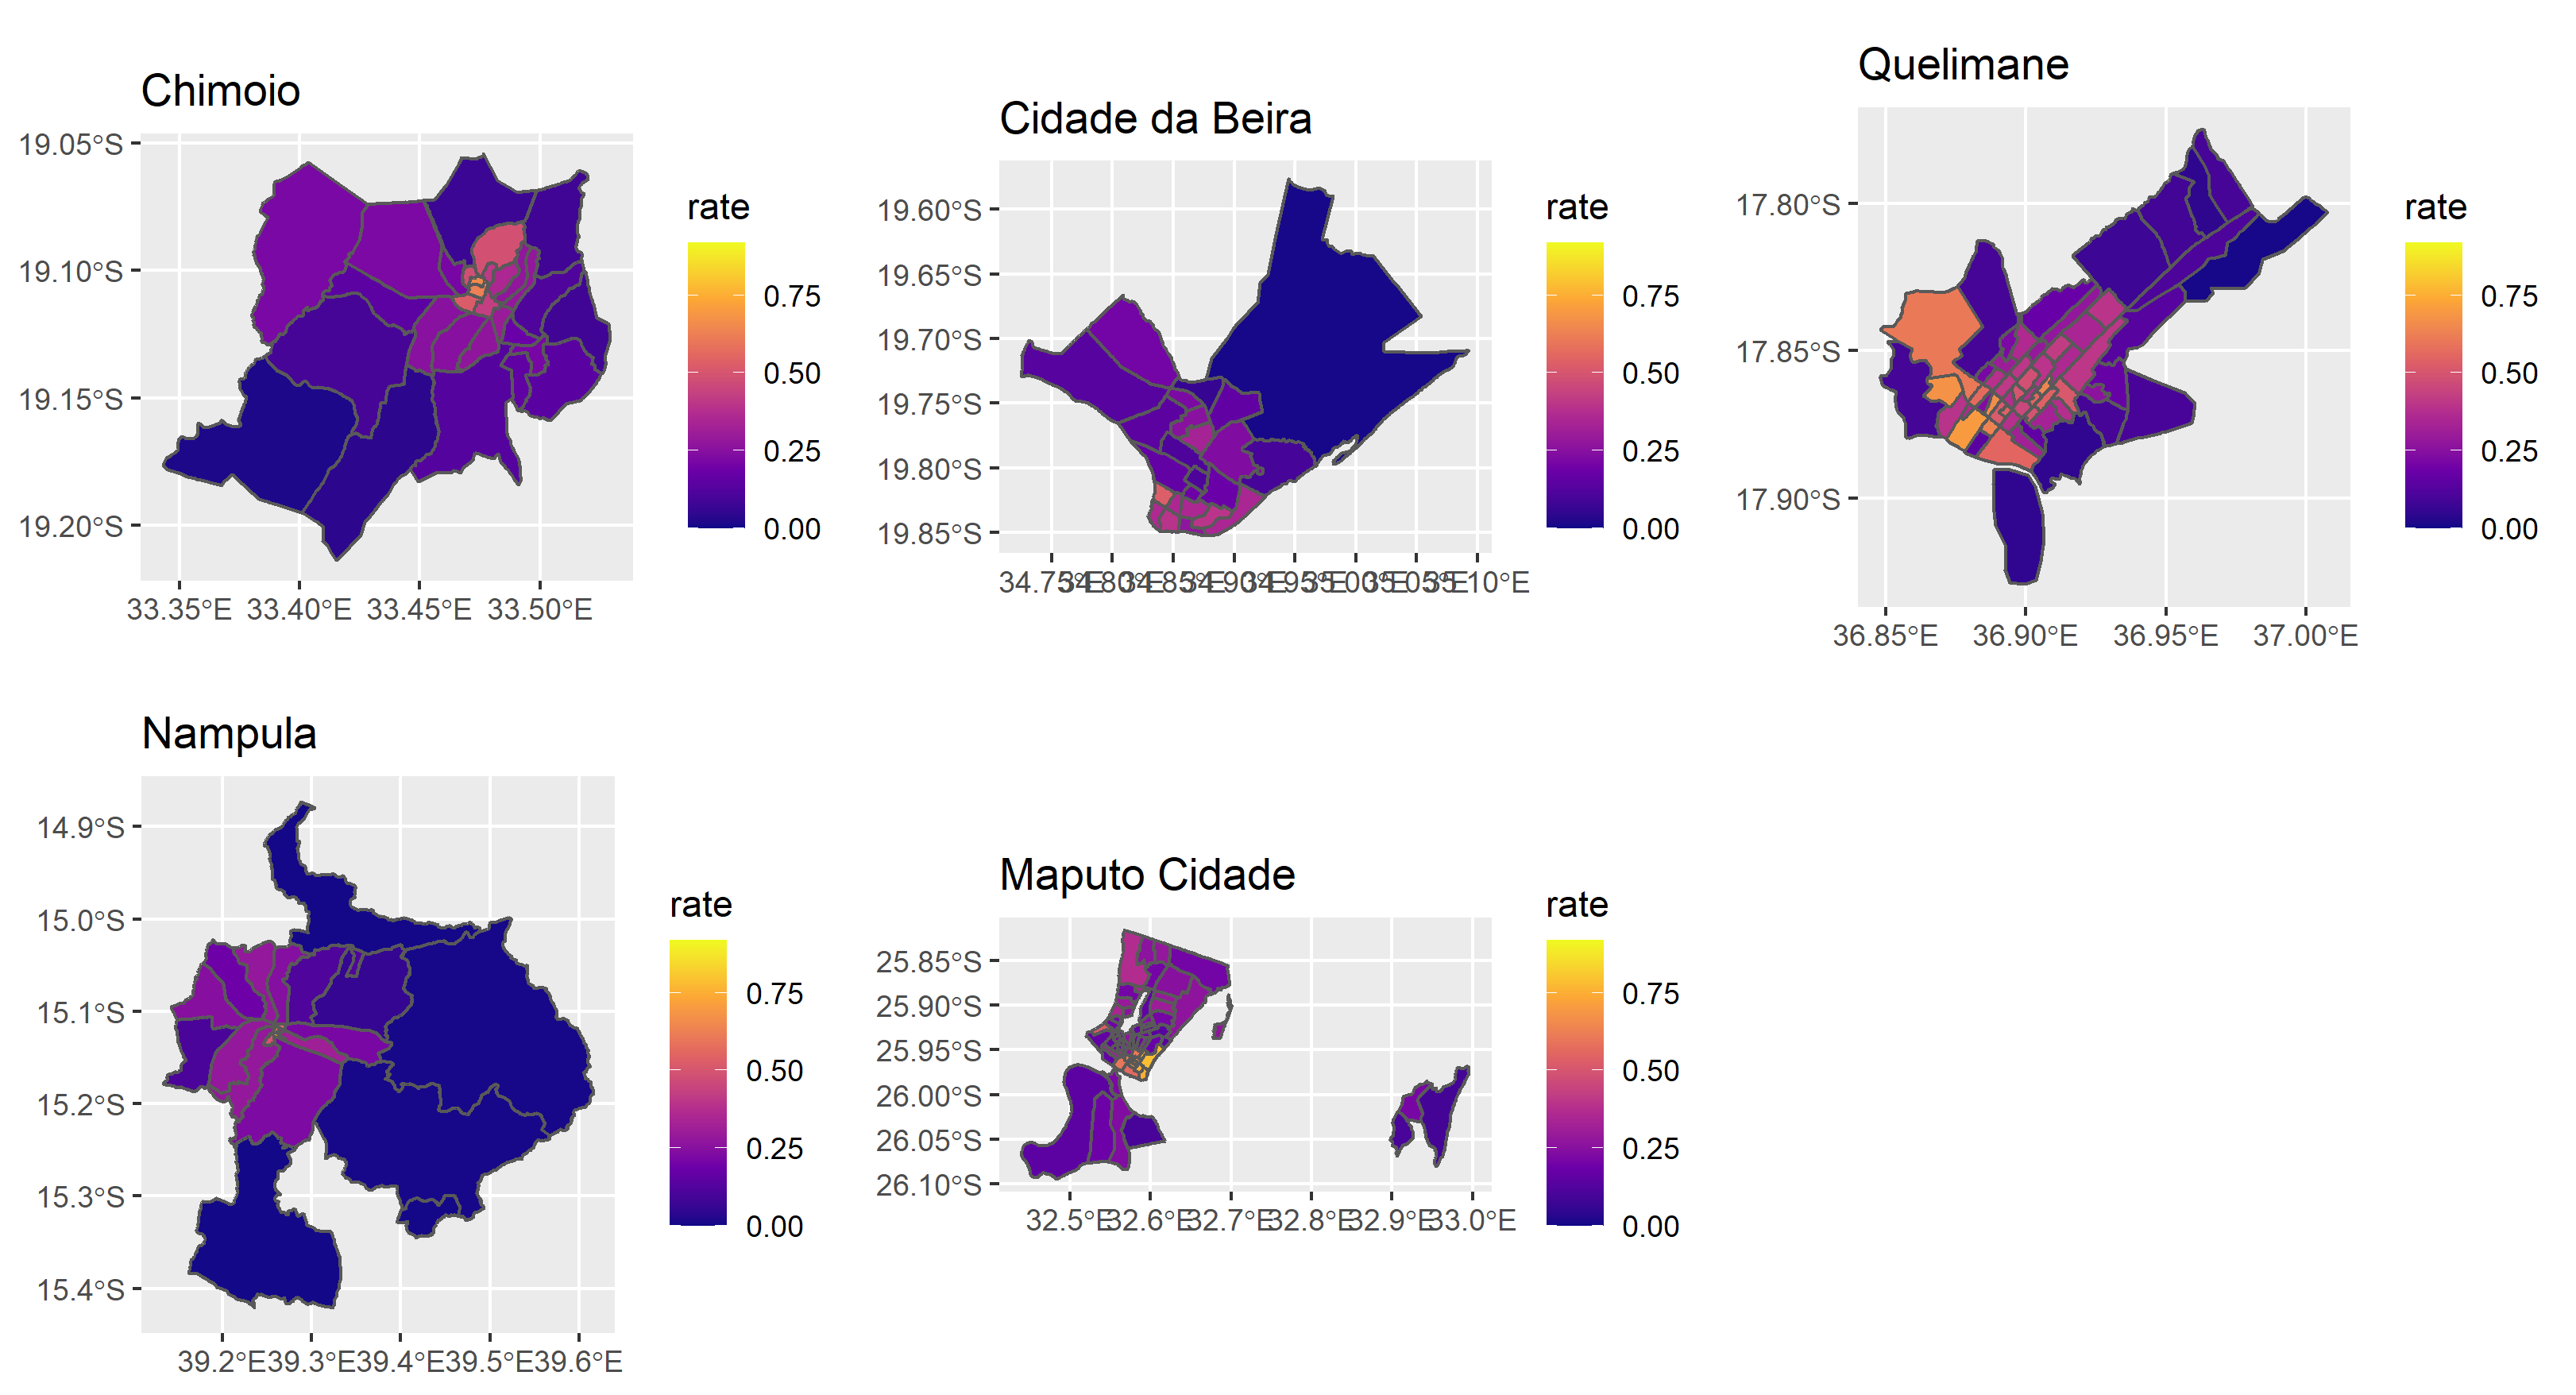 Chimoio
19.05°S
19.10°S
19.15°S
19.20°S
33.35°E 33.40°E 33.45°E 33.50°E
rate
0.75
0.50
0.25
0.00
Cidade da Beira
19.60°S
19.65°S
19.70°S
19.75°S
19.80°S
19.85°S
34.75°E 34.80°E 34.85°E 34.90°E 34.95°E 35.00°E 35.05°E 35.10°E
rate
0.75
0.50
0.25
0.00
Quelimane
17.80°S
17.85°S
17.90°S
36.85°E 36.90°E 36.95°E 37.00°E
rate
0.75
0.50
0.25
0.00
Nampula
14.9°S
15.0°S
15.1°S
15.2°S
15.3°S
15.4°S
39.2°E 39.3°E 39.4°E 39.5°E 39.6°E
rate
0.75
0.50
0.25
0.00
Maputo Cidade
25.85°S
25.90°S
25.95°S
26.00°S
26.05°S
26.10°S
32.5°E 32.6°E 32.7°E 32.8°E 32.9°E 33.0°E
rate
0.75
0.50
0.25
0.00